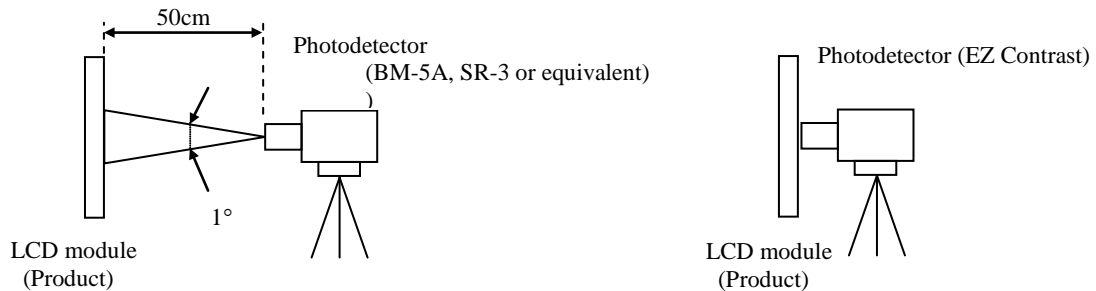 50cm
Photodetector
(BM-5A, SR-3 or equivalent)
)
1°
LCD module
(Product)
Photodetector (EZ Contrast)
LCD module
(Product)